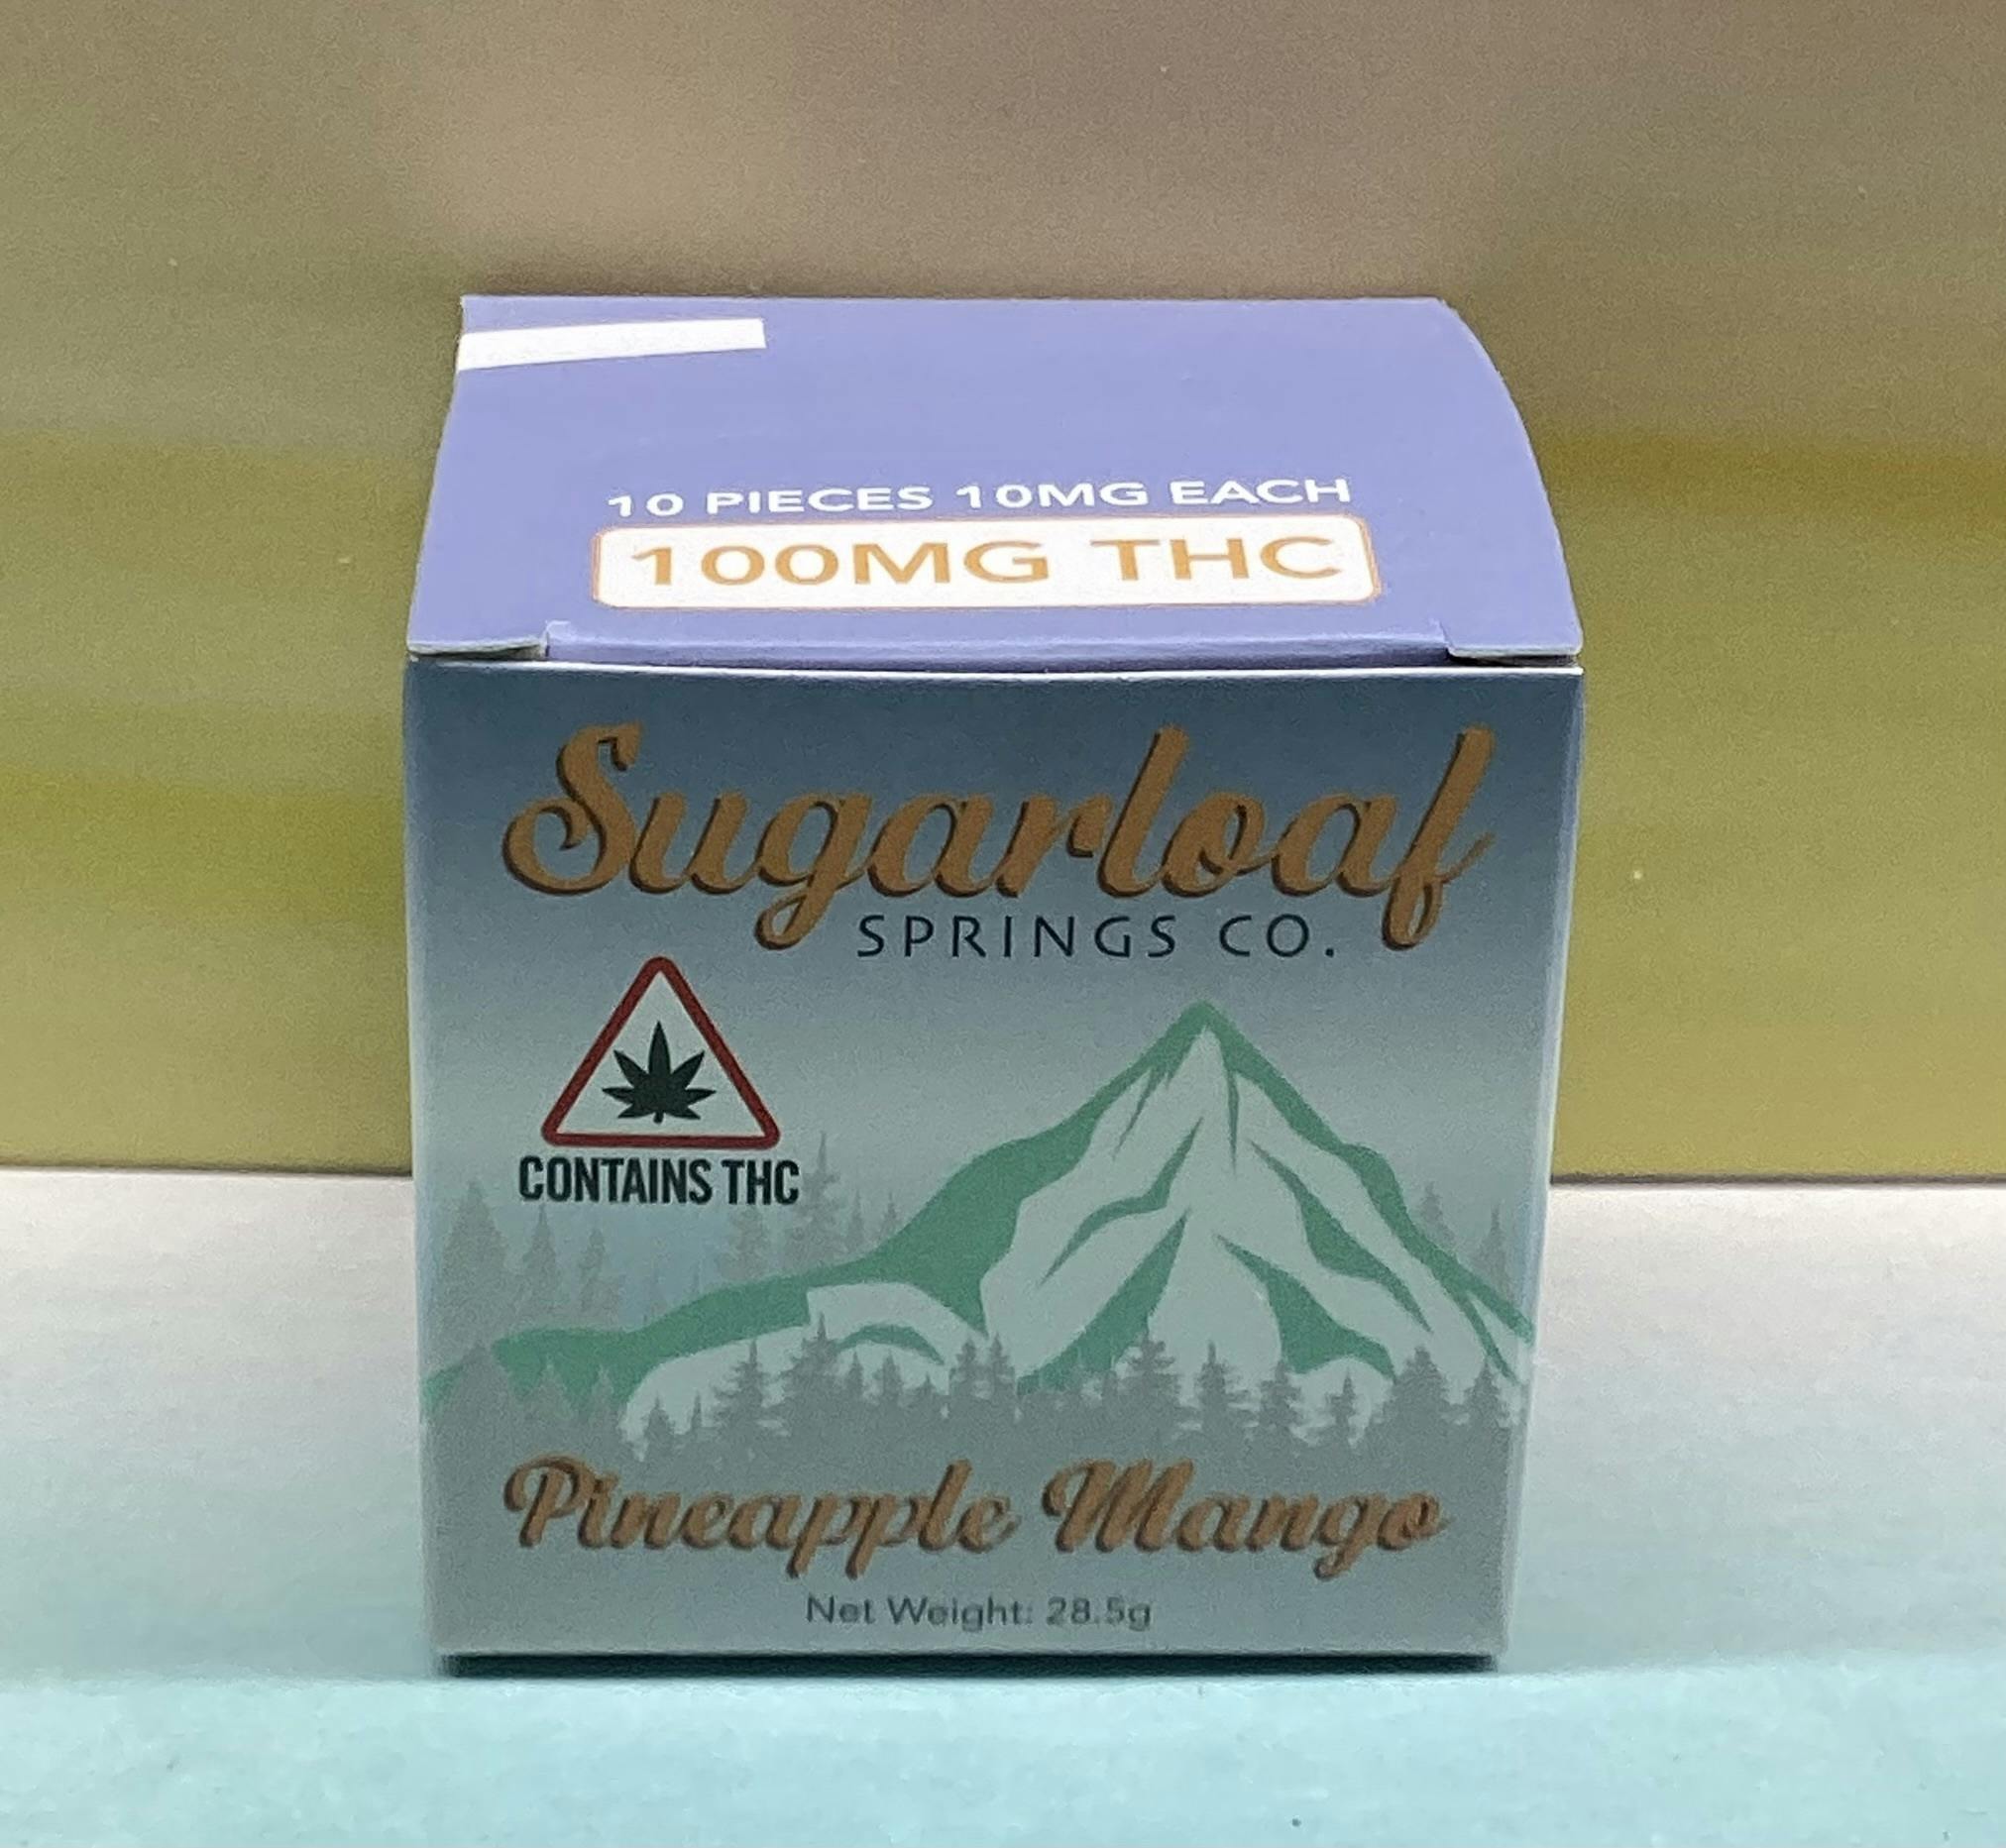 10 PIECES 10MG EACH
100MG THC
Sugarloaf
SPRINGS CO.
CONTAINS THC
Pineapple Mango
Net Weight: 28.5g